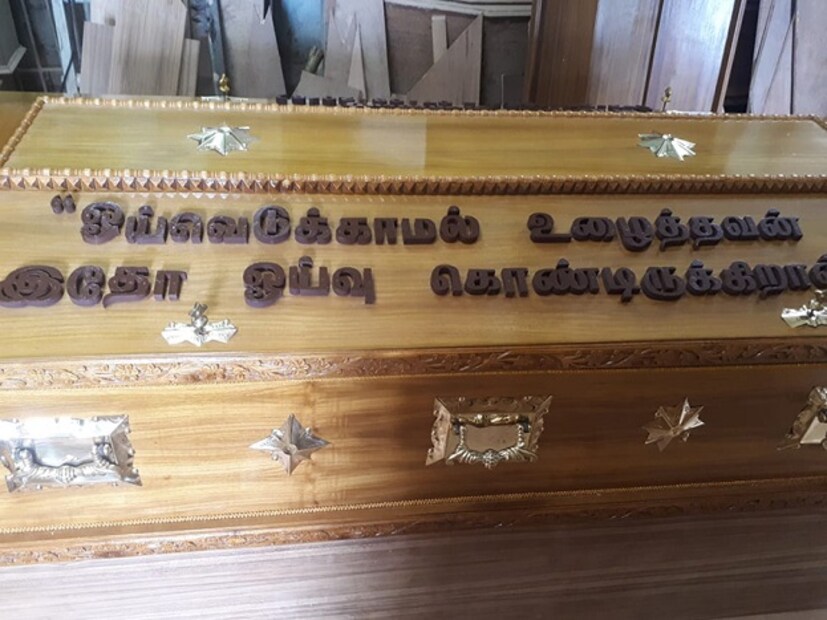 "ஓய்வெடுக்காமல் உழைத்தவன்
இதோ ஓய்வு கொண்டிருக்கிறான்